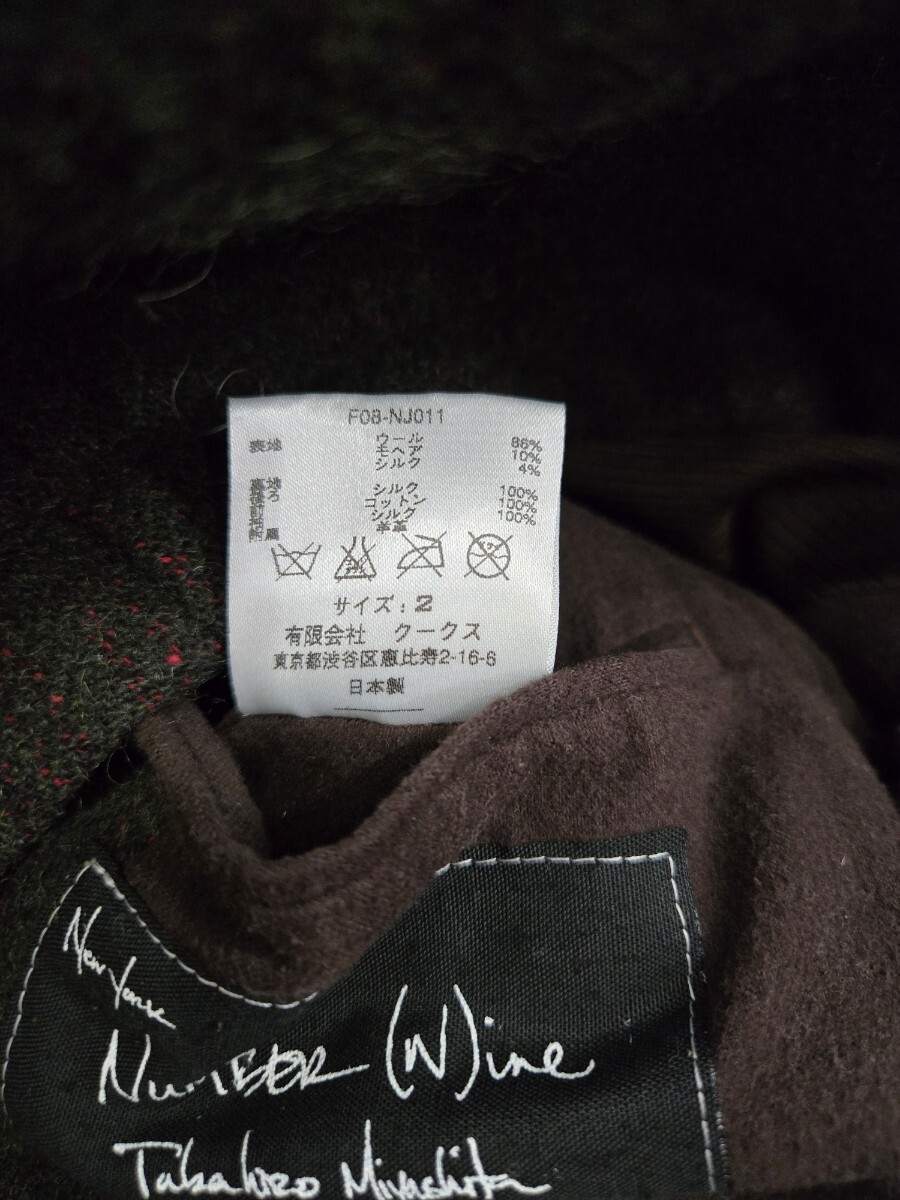 F08-NJ011
表地 ウール 86%
モヘア 10%
シルク 4%
シルク 100%
コットン 100%
シルク 100%
羊革
サイズ:2
有限会社 クークス
東京都渋谷区恵比寿2-16-6
日本製
New York
NUMBER (N)ine
Takahiro Miyashita